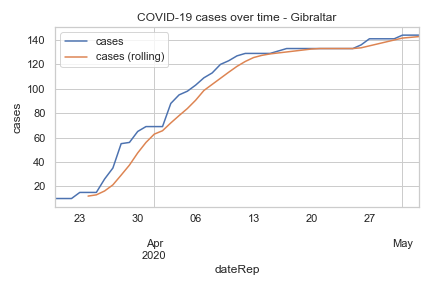 COVID-19 cases over time - Gibraltar
cases
cases (rolling)
cases
140
120
100
80
60
40
20
23 30 06 13 20 27
Apr May
2020
dateRep